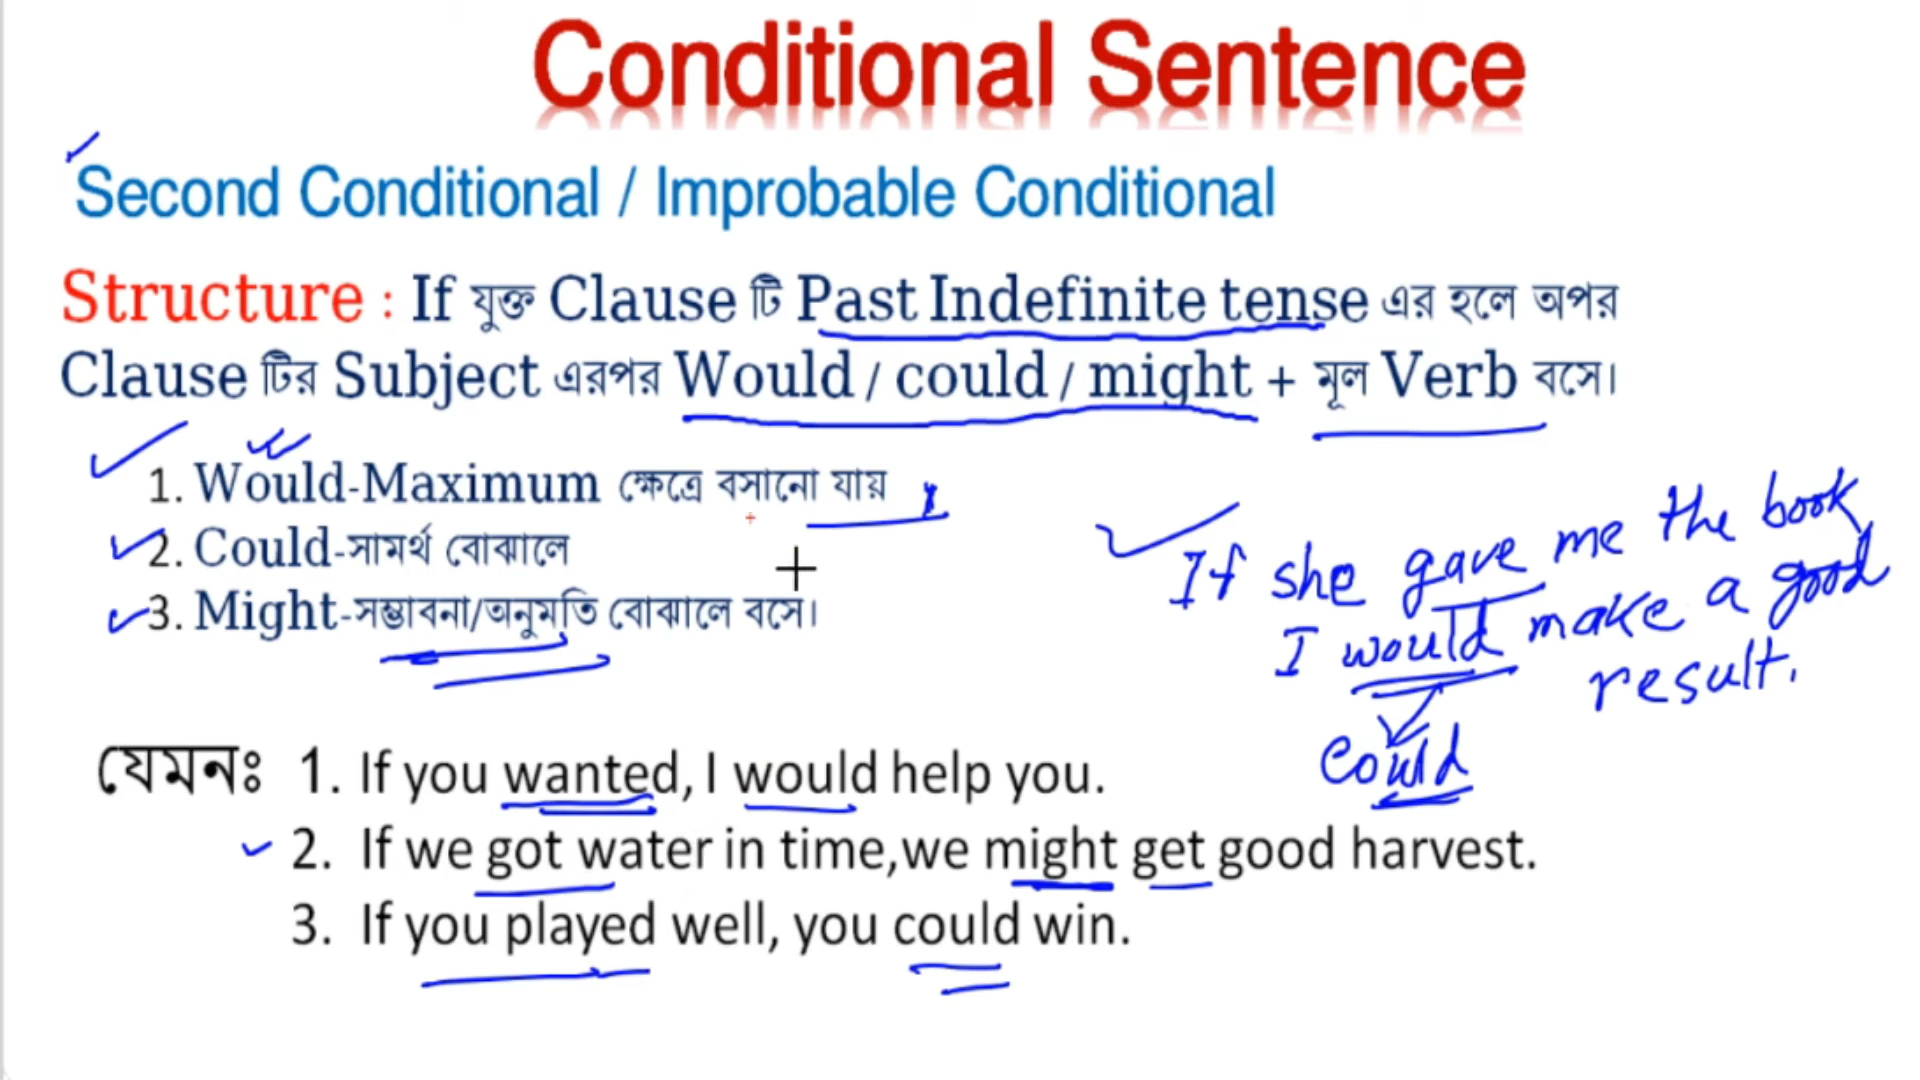 Conditional Sentence
Second Conditional / Improbable Conditional
Structure : If যুক্ত Clause টি Past Indefinite tense এর হলে অপর
Clause টির Subject এরপর Would / could / might + মূল Verb বসে।
1. Would-Maximum ক্ষেত্রে বসানো যায়
2. Could-সামর্থ বোঝালে
3. Might-সম্ভাবনা/অনুমতি বোঝালে বসে।
If she gave me the book
I would make a good
result.
Could
যেমনঃ 1. If you wanted, I would help you.
2. If we got water in time,we might get good harvest.
3. If you played well, you could win.